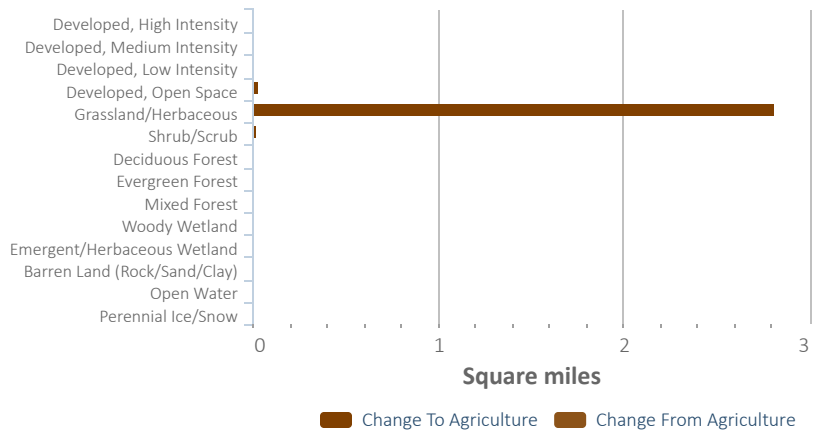 Developed, High Intensity
Developed, Medium Intensity
Developed, Low Intensity
Developed, Open Space
Grassland/Herbaceous
Shrub/Scrub
Deciduous Forest
Evergreen Forest
Mixed Forest
Woody Wetland
Emergent/Herbaceous Wetland
Barren Land (Rock/Sand/Clay)
Open Water
Perennial Ice/Snow
0 1 2 3
Square miles
Change To Agriculture Change From Agriculture